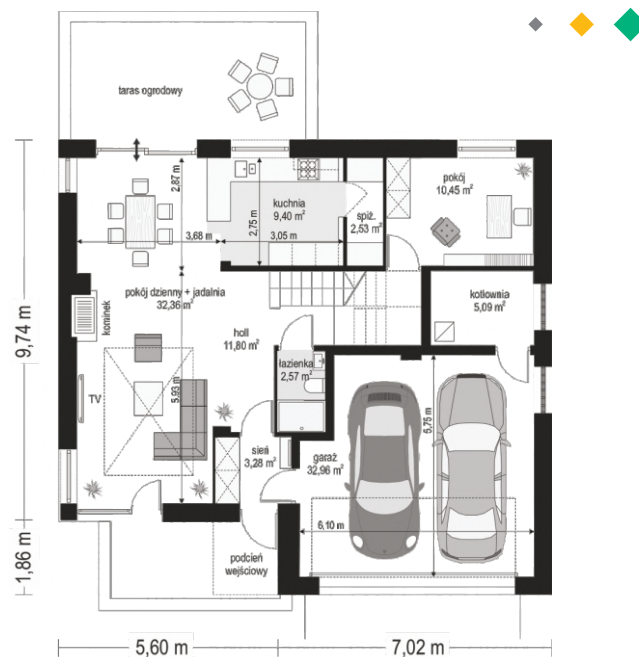 taras ogrodowy
2,87 m
kuchnia
9,40 m²
2,75 m
3,68 m
3,05 m
spiż.
2,53 m²
pokój
10,45 m²
pokój dzienny + jadalnia
32,36 m²
kominek
kotłownia
5,09 m²
holl
11,80 m²
łazienka
2,57 m²
TV
5,93 m
5,75 m
sień
3,28 m²
garaż
32,96 m²
6,10 m
podcień
wejściowy
9,74 m
1,86 m
5,60 m
7,02 m